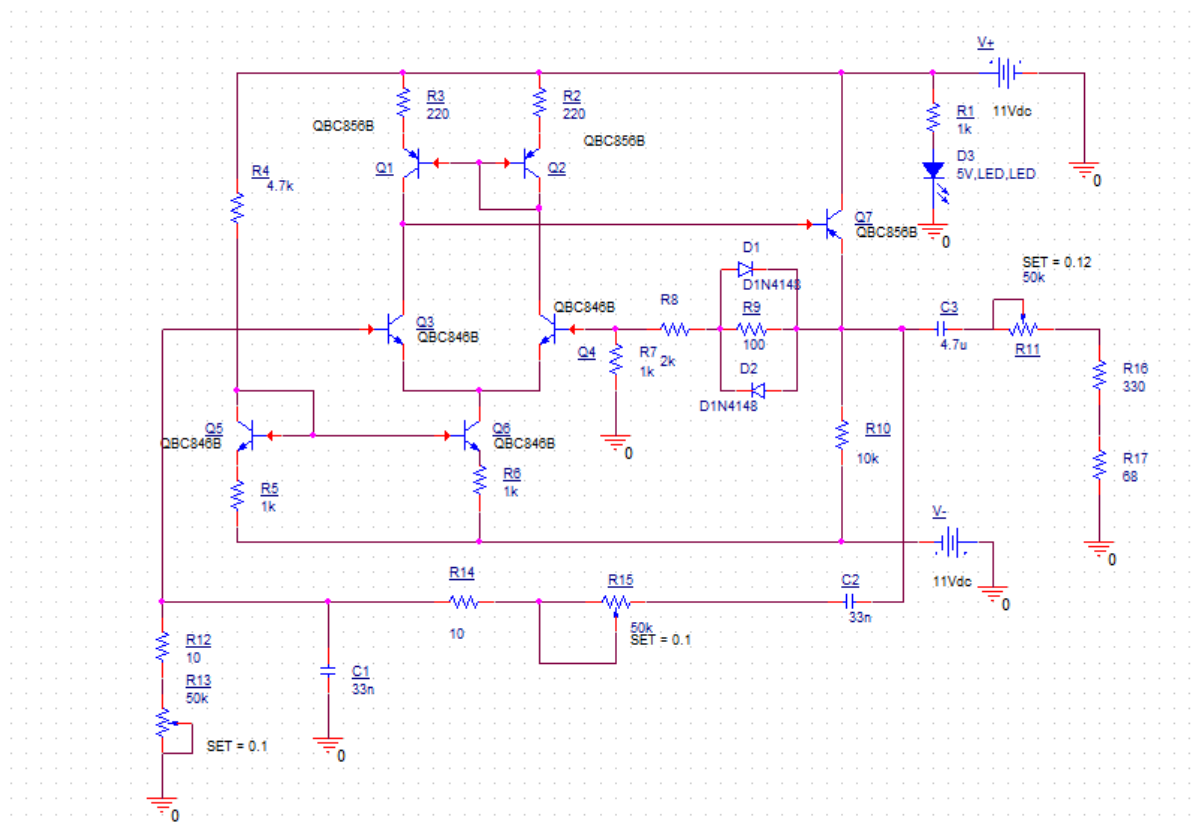 V+
11Vdc
0
R3
220
R2
220
QBC856B
QBC856B
Q1
Q2
R1
1k
D3
5V,LED,LED
0
R4
4.7k
Q7
QBC856B
D1
D1N4148
SET = 0.12
50k
R11
QBC846B
Q3
QBC846B
Q4
R8
2k
R9
100
R7
1k
0
D2
D1N4148
C3
4.7u
R16
330
R17
68
0
Q5
QBC846B
Q6
QBC846B
R10
10k
R5
1k
R6
1k
V-
11Vdc
0
R14
10
R15
50k
SET = 0.1
C2
33n
R12
10
R13
50k
SET = 0.1
C1
33n
0
0